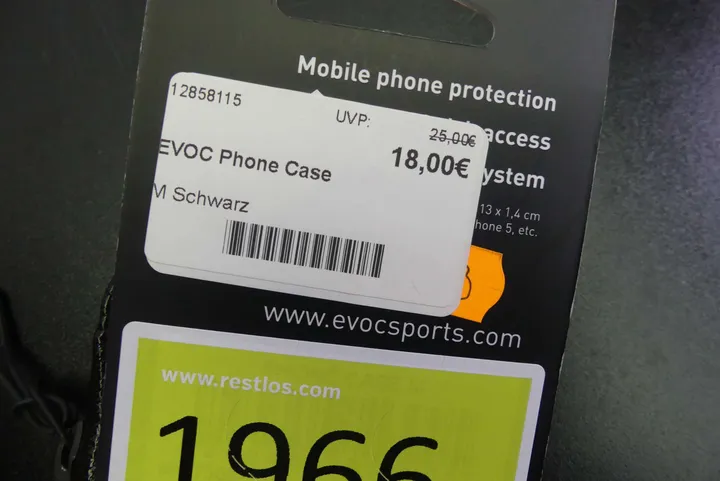 Mobile phone protection
access
ystem
13 x 1,4 cm
hone 5, etc.
12858115
UVP:
25,00€
18,00€
EVOC Phone Case
M Schwarz
www.evocsports.com
www.restlos.com
1966